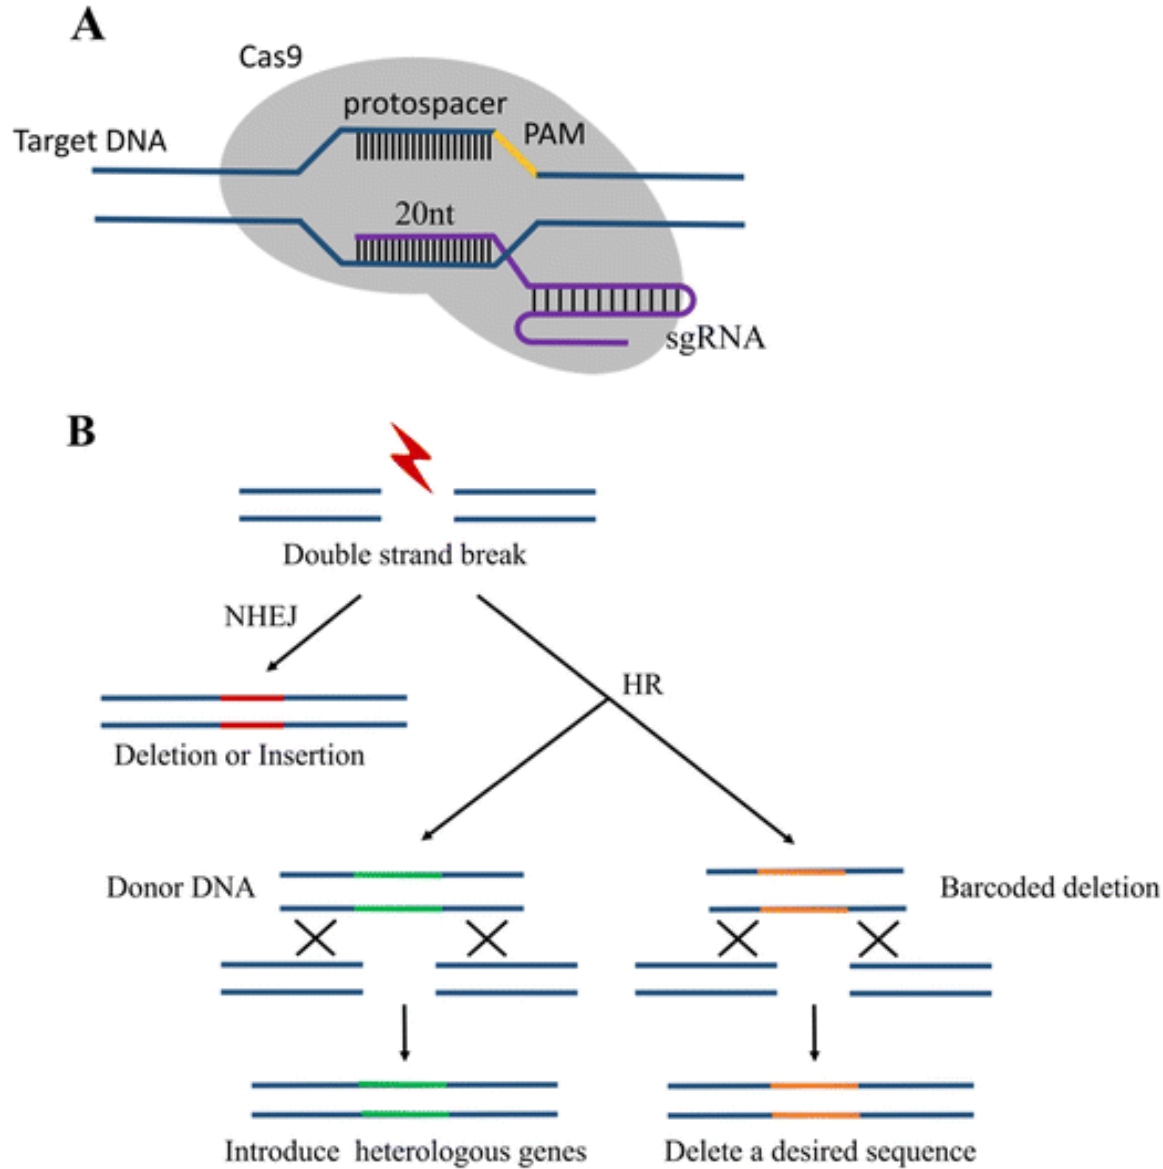 A
Cas9
protospacer
PAM
Target DNA
20nt
sgRNA
B
Double strand break
NHEJ
HR
Deletion or Insertion
Donor DNA
Barcoded deletion
Introduce heterologous genes
Delete a desired sequence